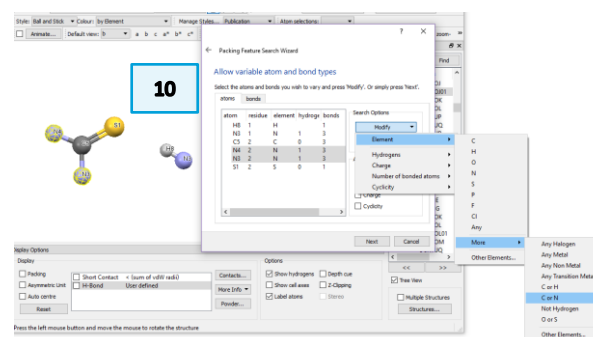 Style: Ball and Stick Colour: by Element Manage Styles... Publication Atom selections:
Animate... Default view: b a b c a* b* c* zoom-
? ×
Packing Feature Search Wizard
Find
Allow variable atom and bond types
Select the atoms and bonds you wish to vary and press 'Modify'. Or simply press 'Next'.
10
atoms bonds
atom residue element hydroge bonds
H8 1 H 1
N1 1 N 1 3
C5 2 C 0 3
N4 2 N 1 3
N3 2 N 1 3
S1 2 S 0 1
Search Options
Modify
Element
Hydrogens
Charge
Number of bonded atoms
Cyclicity
Charge
Cyclicity
C
H
O
N
S
P
F
Cl
Any
More
Other Elements...
Any Halogen
Any Metal
Any Non Metal
Any Transition Metal
C or H
C or N
Not Hydrogen
O or S
Other Elements...
Next Cancel
S1
H8
Display Options
Display
Packing
Asymmetric Unit
Auto centre
Reset
Short Contact < (sum of vdW radii)
H-Bond User defined
Contacts...
More Info
Powder...
Options
Show hydrogens Depth cue
Show cell axes Z-Clipping
Label atoms Stereo
<< >>
Tree View
Multiple Structures
Structures...
Press the left mouse button and move the mouse to rotate the structure